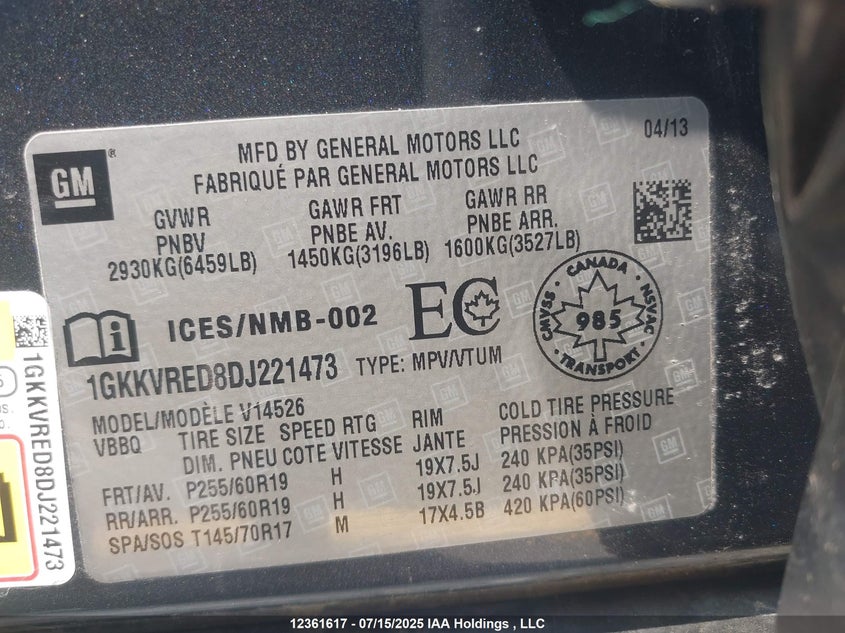 MFD BY GENERAL MOTORS LLC
FABRIQUÉ PAR GENERAL MOTORS LLC
04/13
GM
GVWR
PNBV
2930KG(6459LB)
GAWR FRT
PNBE AV.
1450KG(3196LB)
GAWR RR
PNBE ARR.
1600KG(3527LB)
i ICES/NMB-002 EC
CANADA
CMVSS 985 NSVAC
TRANSPORT
1GKKVRED8DJ221473 TYPE: MPV/VTUM
MODEL/MODÈLE V14526
VBBQ TIRE SIZE SPEED RTG RIM COLD TIRE PRESSURE
DIM. PNEU COTE VITESSE JANTE PRESSION À FROID
FRT/AV. P255/60R19 H 19X7.5J 240 KPA(35PSI)
RR/ARR. P255/60R19 H 19X7.5J 240 KPA(35PSI)
SPA/SOS T145/70R17 M 17X4.5B 420 KPA(60PSI)
1GKKVRED8DJ221473
12361617 - 07/15/2025 IAA Holdings , LLC